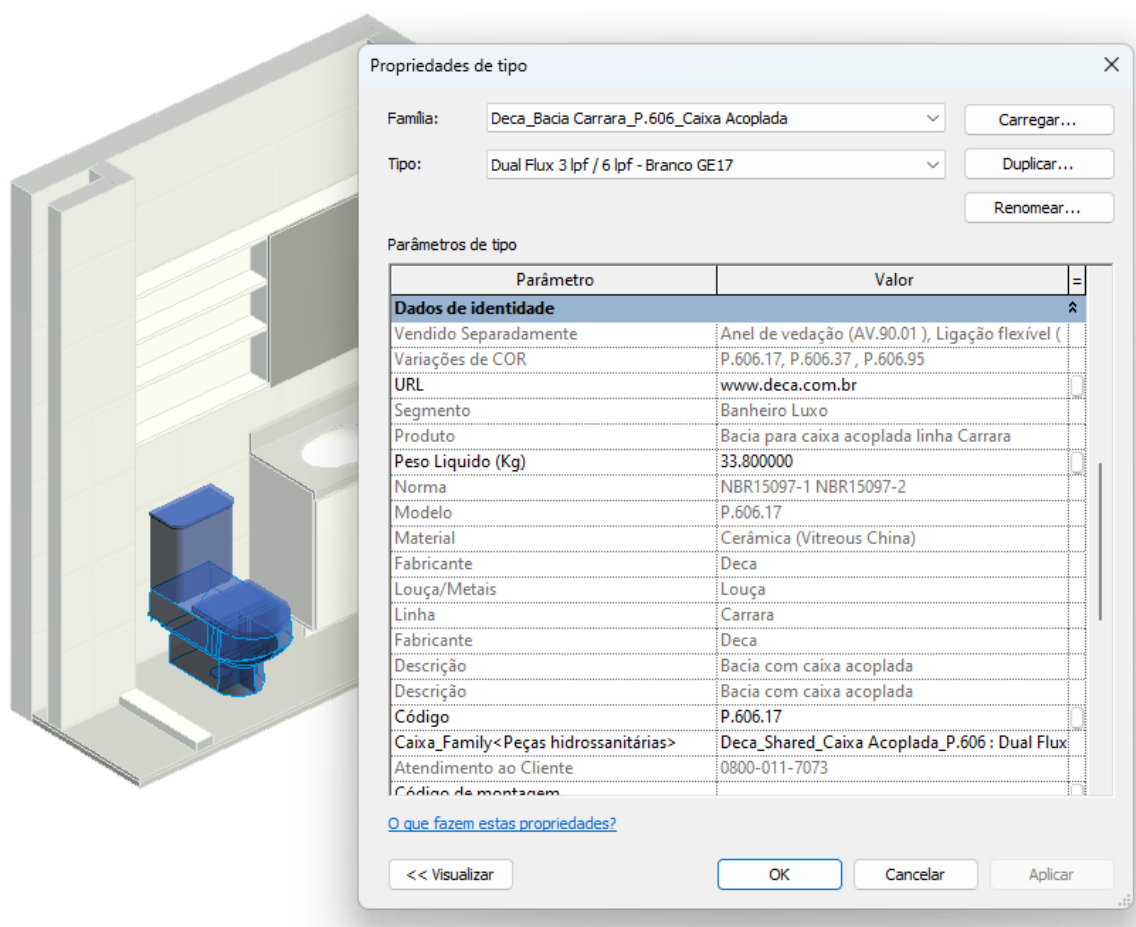 Propriedades de tipo
Família: Deca_Bacia Carrara_P.606_Caixa Acoplada Carregar...
Tipo: Dual Flux 3 lpf / 6 lpf - Branco GE17 Duplicar...
Renomear...
Parâmetros de tipo
Parâmetro Valor =
Dados de identidade
Vendido Separadamente Anel de vedação (AV.90.01 ), Ligação flexível (
Variações de COR P.606.17, P.606.37 , P.606.95
URL www.deca.com.br
Segmento Banheiro Luxo
Produto Bacia para caixa acoplada linha Carrara
Peso Liquido (Kg) 33.800000
Norma NBR15097-1 NBR15097-2
Modelo P.606.17
Material Cerâmica (Vitreous China)
Fabricante Deca
Louça/Metais Louça
Linha Carrara
Fabricante Deca
Descrição Bacia com caixa acoplada
Descrição Bacia com caixa acoplada
Código P.606.17
Caixa_Family<Peças hidrossanitárias> Deca_Shared_Caixa Acoplada_P.606 : Dual Flux
Atendimento ao Cliente 0800-011-7073
Código de montagem
O que fazem estas propriedades?
<< Visualizar OK Cancelar Aplicar